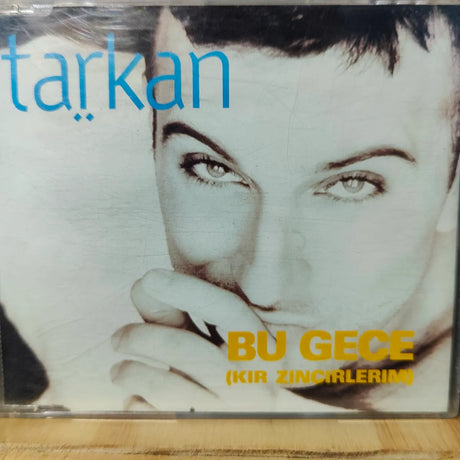 tarkan
BU GECE
(KIR ZINCIRLERIM)